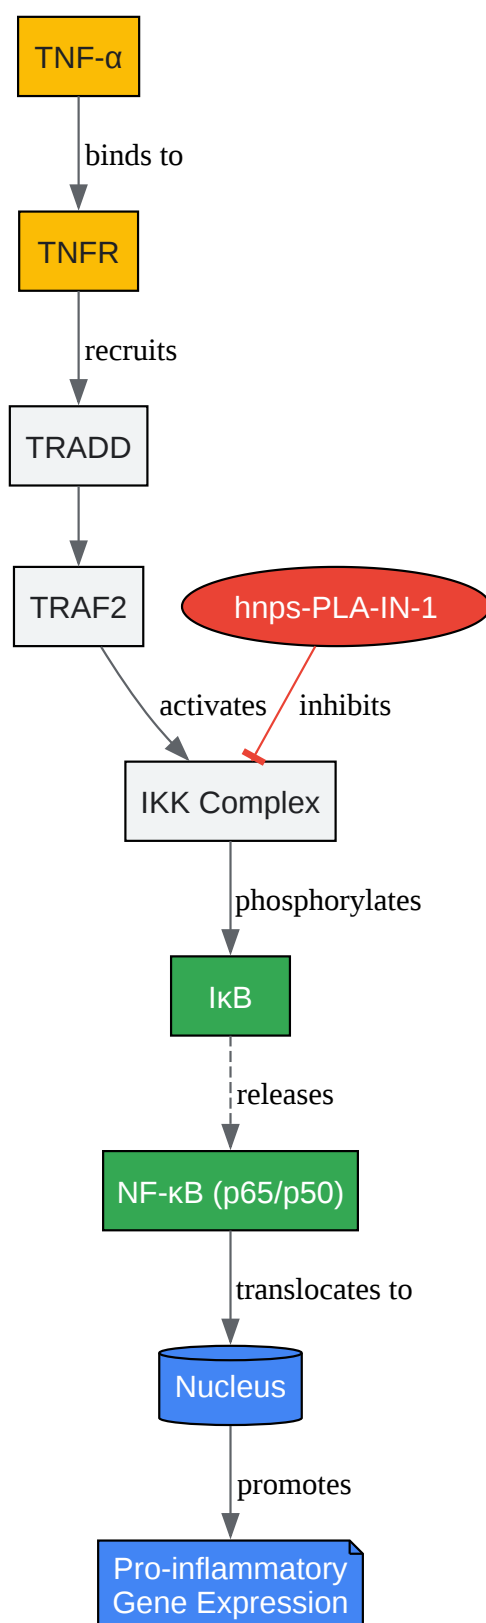 TNF-α
binds to
TNFR
recruits
TRADD
TRAF2
hnps-PLA-IN-1
activates
inhibits
IKK Complex
phosphorylates
IκB
releases
NF-κB (p65/p50)
translocates to
Nucleus
promotes
Pro-inflammatory
Gene Expression